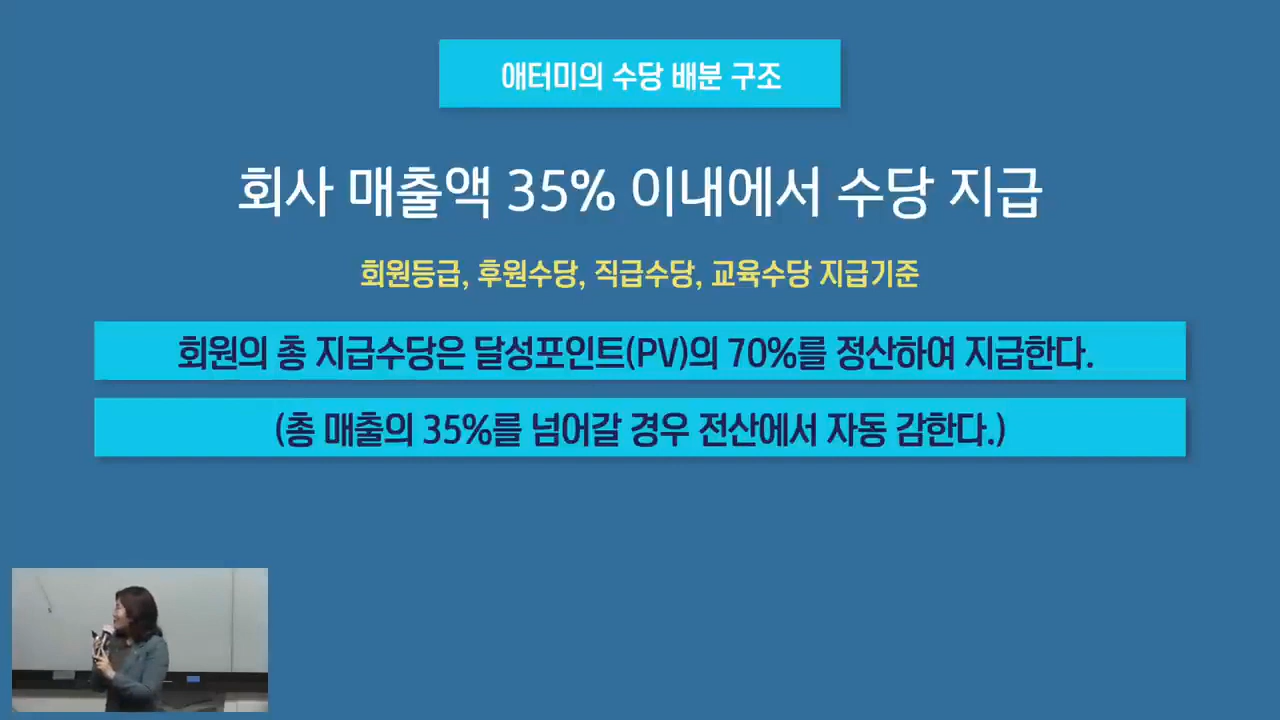 애터미의 수당 배분 구조
회사 매출액 35% 이내에서 수당 지급
회원등급, 후원수당, 직급수당, 교육수당 지급기준
회원의 총 지급수당은 달성포인트(PV)의 70%를 정산하여 지급한다.
(총 매출의 35%를 넘어갈 경우 전산에서 자동 감한다.)